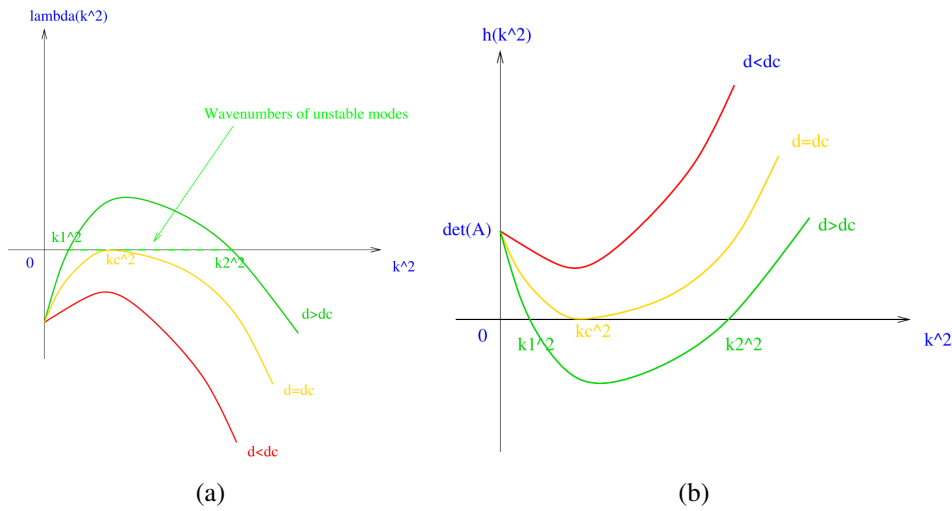 lambda(k^2)
Wavenumbers of unstable modes
k1^2
0
kc^2
k2^2
k^2
d>dc
d=dc
d<dc
(a)
h(k^2)
d<dc
d=dc
det(A)
d>dc
0
k1^2
kc^2
k2^2
k^2
(b)